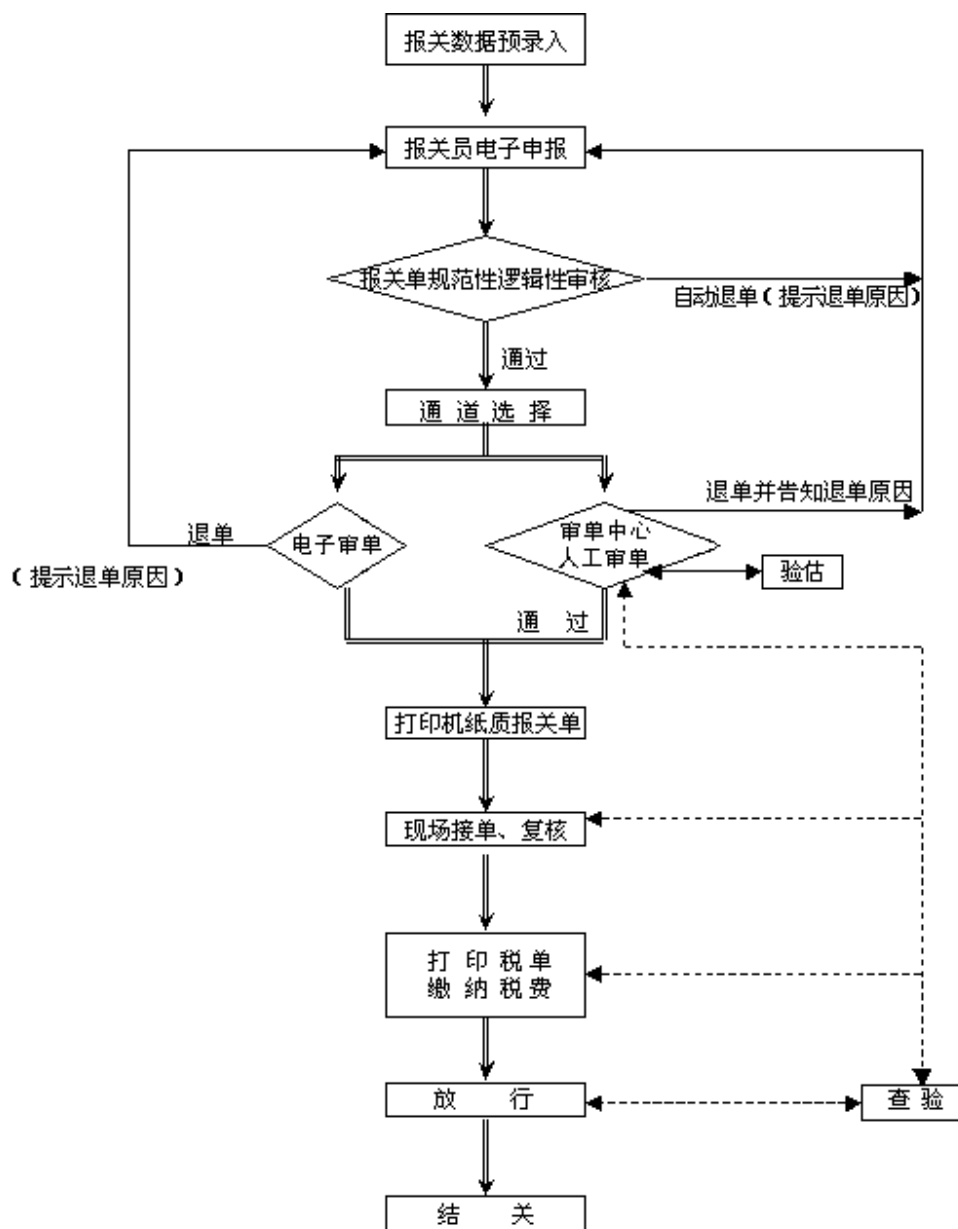 报关数据预录入
报关员电子申报
报关单规范性逻辑性审核
自动退单(提示退单原因)
通过
通 道 选 择
退单并告知退单原因
退单
电子审单
审单中心
人工审单
(提示退单原因)
验估
通 过
打印机纸质报关单
现场接单、复核
打 印 税 单
缴 纳 税 费
放 行
查 验
结 关